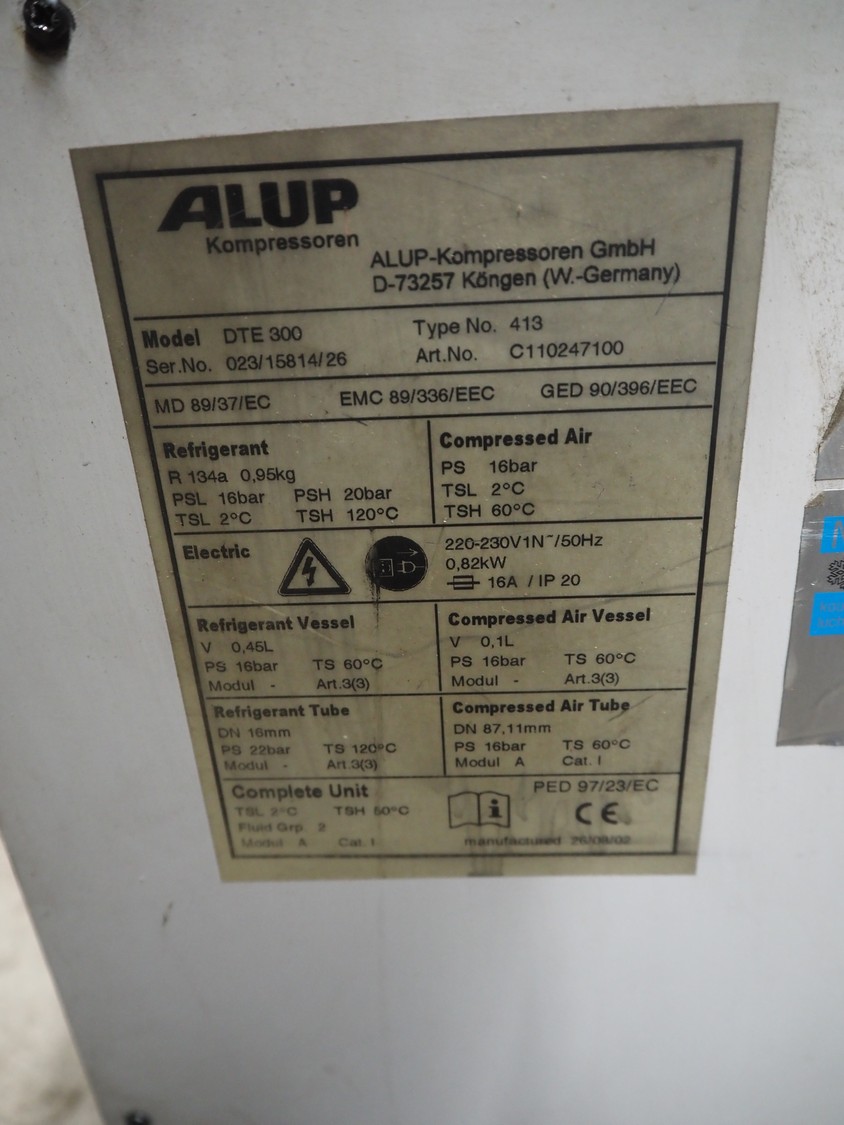 ALUP
Kompressoren
ALUP-Kompressoren GmbH
D-73257 Köngen (W.-Germany)
Model DTE 300 Type No. 413
Ser.No. 023/15814/26 Art.No. C110247100
MD 89/37/EC EMC 89/336/EEC GED 90/396/EEC
Refrigerant
R 134a 0,95kg
PSL 16bar PSH 20bar
TSL 2°C TSH 120°C
Compressed Air
PS 16bar
TSL 2°C
TSH 60°C
Electric
220-230V1N~/50Hz
0,82kW
16A / IP 20
Refrigerant Vessel
V 0,45L
PS 16bar TS 60°C
Modul - Art.3(3)
Compressed Air Vessel
V 0,1L
PS 16bar TS 60°C
Modul - Art.3(3)
Refrigerant Tube
DN 16mm
PS 22bar TS 120°C
Modul - Art.3(3)
Compressed Air Tube
DN 87,11mm
PS 16bar TS 60°C
Modul A Cat. I
Complete Unit
TSL 2°C TSH
Fluid Grp. 2
Modul A Cat. I
PED 97/23/EC
CE
manufactured